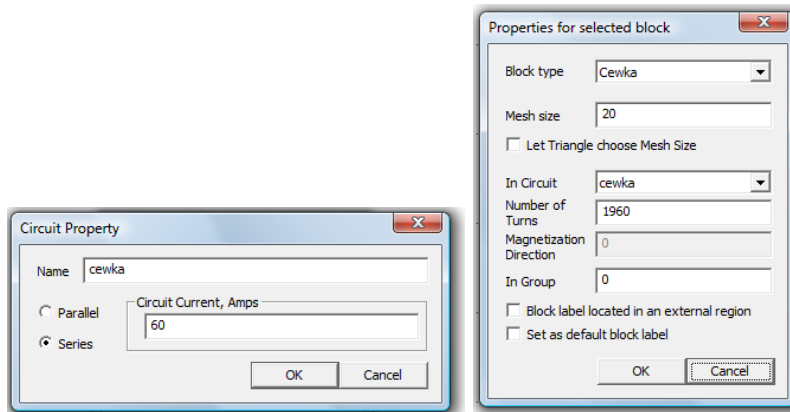 Circuit Property
Name cewka
Parallel
Series
Circuit Current, Amps
60
OK Cancel
Properties for selected block
Block type Cewka
Mesh size 20
Let Triangle choose Mesh Size
In Circuit cewka
Number of
Turns 1960
Magnetization
Direction 0
In Group 0
Block label located in an external region
Set as default block label
OK Cancel